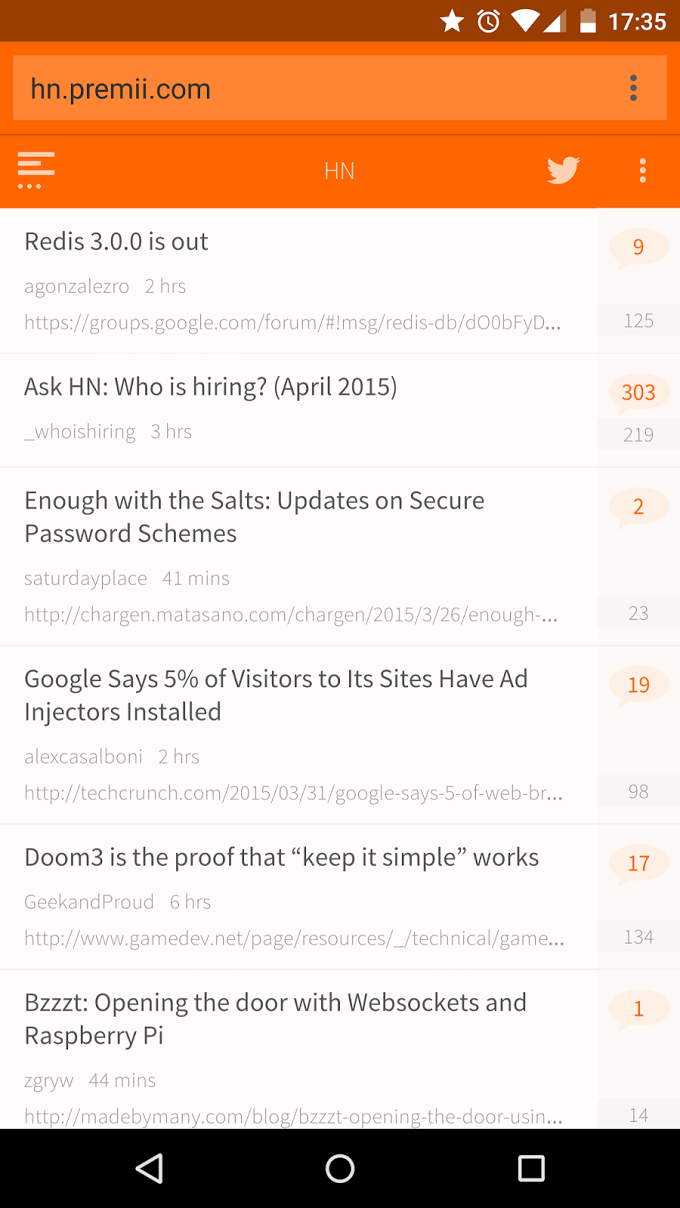 17:35
hn.premii.com
HN
Redis 3.0.0 is out
9
agonzalezro 2 hrs
https://groups.google.com/forum/#!msg/redis-db/dO0bFyD...
125
Ask HN: Who is hiring? (April 2015)
303
_whoishiring 3 hrs
219
Enough with the Salts: Updates on Secure
Password Schemes
2
saturdayplace 41 mins
http://chargen.matasano.com/chargen/2015/3/26/enough-...
23
Google Says 5% of Visitors to Its Sites Have Ad
Injectors Installed
19
alexcasalboni 2 hrs
http://techcrunch.com/2015/03/31/google-says-5-of-web-br...
98
Doom3 is the proof that “keep it simple” works
17
GeekandProud 6 hrs
http://www.gamedev.net/page/resources/_/technical/game...
134
Bzzzt: Opening the door with Websockets and
Raspberry Pi
1
zgryw 44 mins
http://madebymany.com/blog/bzzzt-opening-the-door-usin...
14